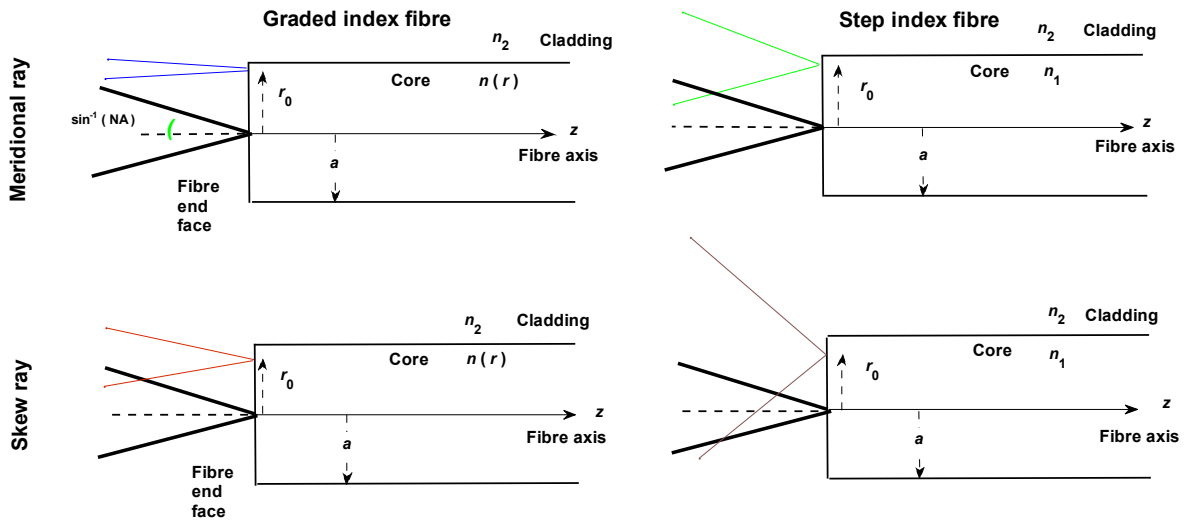 Graded index fibre
Step index fibre
Meridional ray
n2 Cladding
Core n ( r )
r0
sin-1 ( NA )
z
Fibre axis
a
Fibre
end
face
n2 Cladding
Core n1
r0
z
Fibre axis
a
Skew ray
n2 Cladding
Core n ( r )
r0
z
Fibre axis
a
Fibre
end
face
n2 Cladding
Core n1
r0
z
Fibre axis
a